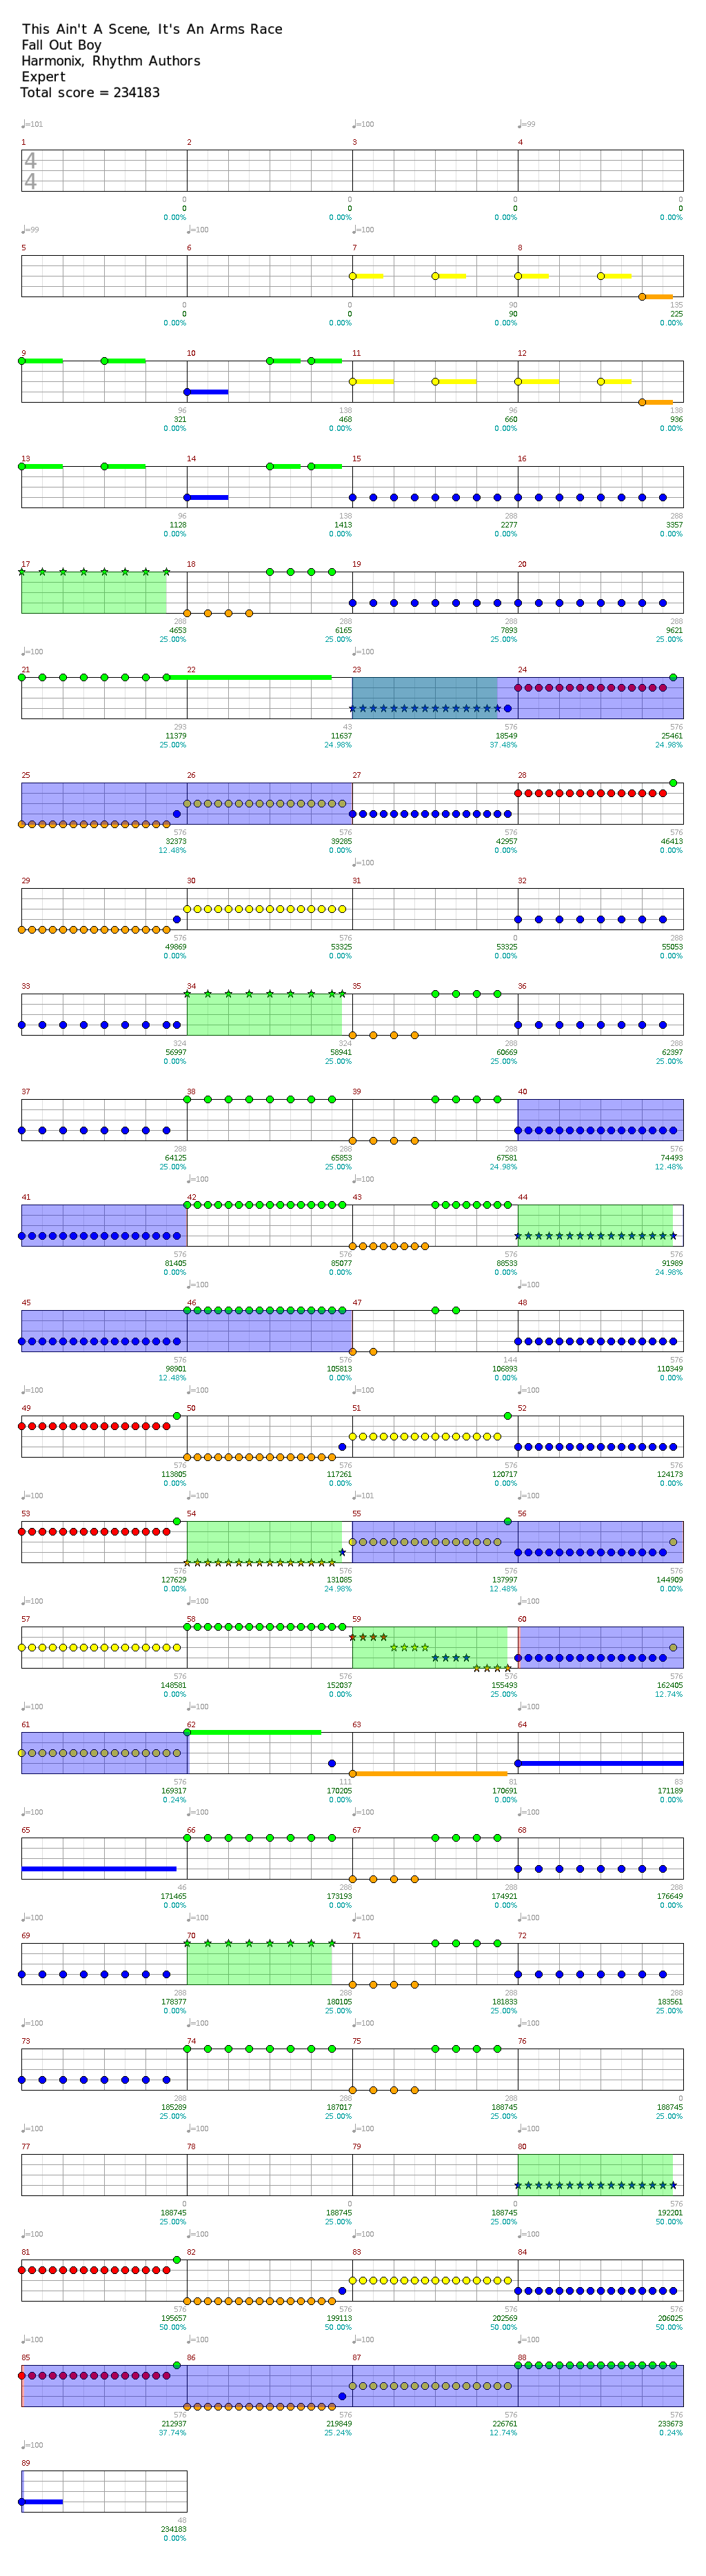 This Ain't A Scene, It's An Arms Race
Fall Out Boy
Harmonix, Rhythm Authors
Expert
Total score = 234183
♩=101 ♩=100 ♩=99
1 2 3 4
4
4
0 0 0 0
0 0 0 0
0.00% 0.00% 0.00% 0.00%
♩=99 ♩=100 ♩=100
5 6 7 8
0 0 90 135
0 0 90 225
0.00% 0.00% 0.00% 0.00%
9 10 11 12
96 138 96 138
321 468 660 936
0.00% 0.00% 0.00% 0.00%
13 14 15 16
96 138 288 288
1128 1413 2277 3357
0.00% 0.00% 0.00% 0.00%
17 18 19 20
288 288 288 288
4653 6165 7893 9621
25.00% 25.00% 25.00% 25.00%
♩=100 ♩=100
21 22 23 24
293 43 576 576
11379 11637 18549 25461
25.00% 24.98% 37.48% 24.98%
25 26 27 28
576 576 576 576
32373 39285 42957 46413
12.48% 0.00% 0.00% 0.00%
♩=100
29 30 31 32
576 576 0 288
49869 53325 53325 55053
0.00% 0.00% 0.00% 0.00%
33 34 35 36
324 324 288 288
56997 58941 60669 62397
0.00% 25.00% 25.00% 25.00%
37 38 39 40
288 288 288 576
64125 65853 67581 74493
25.00% 25.00% 24.98% 12.48%
♩=100 ♩=100
41 42 43 44
576 576 576 576
81405 85077 88533 91989
0.00% 0.00% 0.00% 24.98%
♩=100 ♩=100
45 46 47 48
576 576 144 576
98901 105813 106893 110349
12.48% 0.00% 0.00% 0.00%
♩=100 ♩=100 ♩=100 ♩=100
49 50 51 52
576 576 576 576
113805 117261 120717 124173
0.00% 0.00% 0.00% 0.00%
♩=100 ♩=100 ♩=101 ♩=100
53 54 55 56
576 576 576 576
127629 131085 137997 144909
0.00% 24.98% 12.48% 0.00%
♩=100 ♩=100 ♩=100 ♩=100
57 58 59 60
576 576 576 576
148581 152037 155493 162405
0.00% 0.00% 25.00% 12.74%
♩=100 ♩=100 ♩=100 ♩=100
61 62 63 64
576 111 81 83
169317 170205 170691 171189
0.24% 0.00% 0.00% 0.00%
♩=100 ♩=100 ♩=100 ♩=100
65 66 67 68
46 288 288 288
171465 173193 174921 176649
0.00% 0.00% 0.00% 0.00%
♩=100 ♩=100 ♩=100 ♩=100
69 70 71 72
288 288 288 288
178377 180105 181833 183561
0.00% 25.00% 25.00% 25.00%
♩=100 ♩=100 ♩=100 ♩=100
73 74 75 76
288 288 288 0
185289 187017 188745 188745
25.00% 25.00% 25.00% 25.00%
♩=100 ♩=100 ♩=100 ♩=100
77 78 79 80
0 0 0 576
188745 188745 188745 192201
25.00% 25.00% 25.00% 50.00%
♩=100 ♩=100 ♩=100 ♩=100
81 82 83 84
576 576 576 576
195657 199113 202569 206025
50.00% 50.00% 50.00% 50.00%
♩=100 ♩=100 ♩=100 ♩=100
85 86 87 88
576 576 576 576
212937 219849 226761 233673
37.74% 25.24% 12.74% 0.24%
♩=100
89
48
234183
0.00%